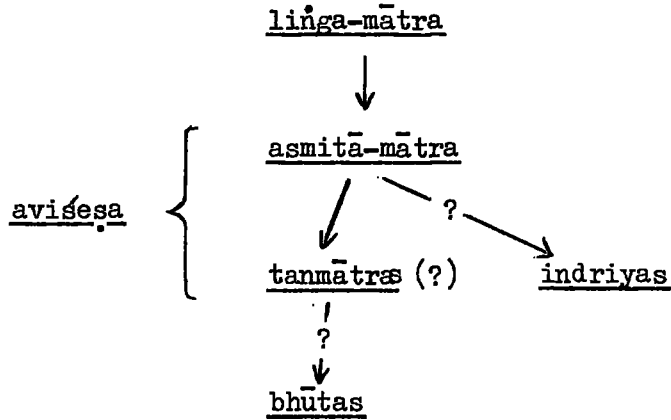 liṅga-mātra
asmitā-mātra
aviśeṣa
?
tanmātras (?)
indriyas
?
bhūtas